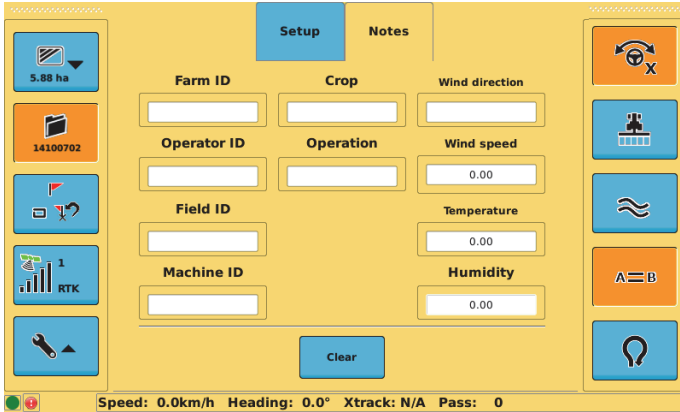 Setup
Notes
5.88 ha
14100702
1
RTK
Farm ID
Crop
Wind direction
Operator ID
Operation
Wind speed
0.00
Field ID
Temperature
0.00
Machine ID
Humidity
0.00
Clear
X
A=B
Speed: 0.0km/h Heading: 0.0° Xtrack: N/A Pass: 0